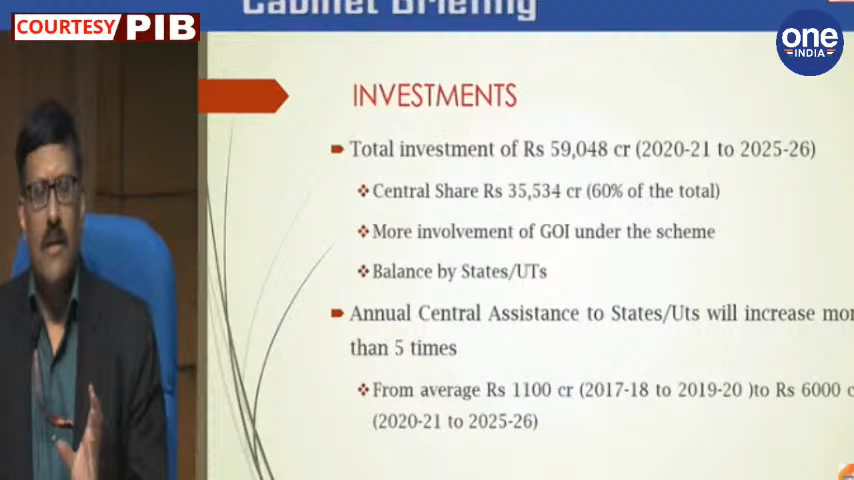 Cabinet Briefing
COURTESY PIB
one
INDIA
INVESTMENTS
Total investment of Rs 59,048 cr (2020-21 to 2025-26)
Central Share Rs 35,534 cr (60% of the total)
More involvement of GOI under the scheme
Balance by States/UTs
Annual Central Assistance to States/Uts will increase mor
than 5 times
From average Rs 1100 cr (2017-18 to 2019-20 )to Rs 6000 c
(2020-21 to 2025-26)